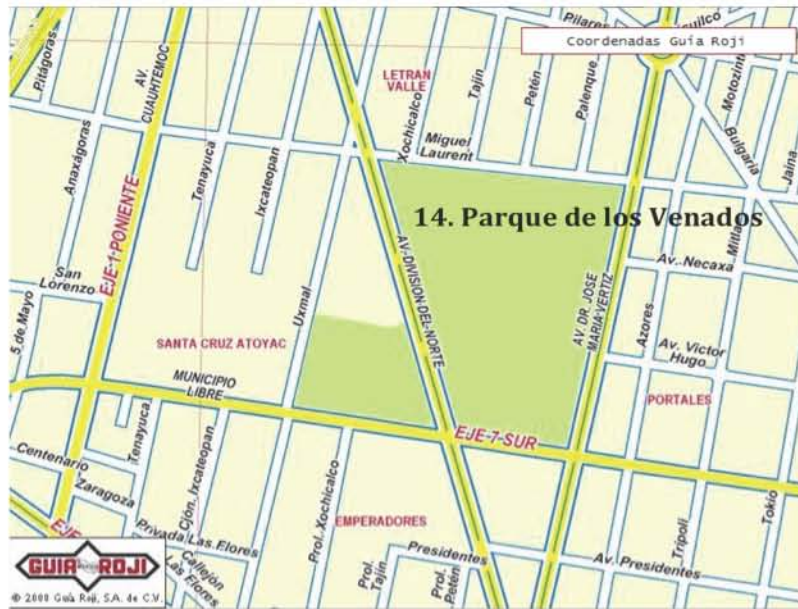 Coordenadas Guía Roji
Pilares
Pitágoras
AV.
CUAUHTEMOC
LETRAN
VALLE
Xochicalco
Tajín
Petén
Palenque
Bulgaria
Jaina
Miguel
Laurent
Anaxágoras
Tenayuca
Ixcateopan
14. Parque de los Venados
Mitla
Av. Necaxa
San
Lorenzo
EJE-1-PONIENTE
Uxmal
AV. DIVISION DEL NORTE
AV. DR. JOSE
MARIA VERTIZ
Azores
Av. Victor
Hugo
5 de Mayo
SANTA CRUZ ATOYAC
MUNICIPIO
LIBRE
PORTALES
EJE-7-SUR
Centenario
Tenayuca
Cjón. Ixcateopan
Prol. Xochicalco
Zaragoza
EMPERADORES
Privada Las Flores
Callejón
Las Flores
Presidentes
Prol.
Tajín
Prol.
Petén
Av. Presidentes
Trípoli
Tokio
GUIA ROJI
© 2008 Guía Roji, S.A. de C.V.